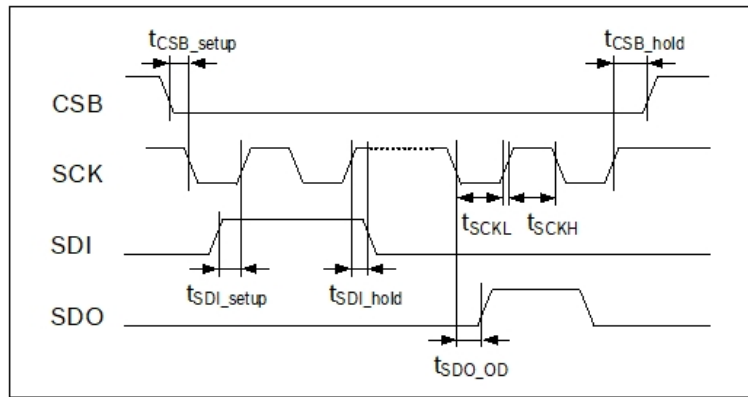 tCSB_setup
tCSB_hold
CSB
SCK
tSCKL
tSCKH
SDI
tSDI_setup
tSDI_hold
SDO
tSDO_OD